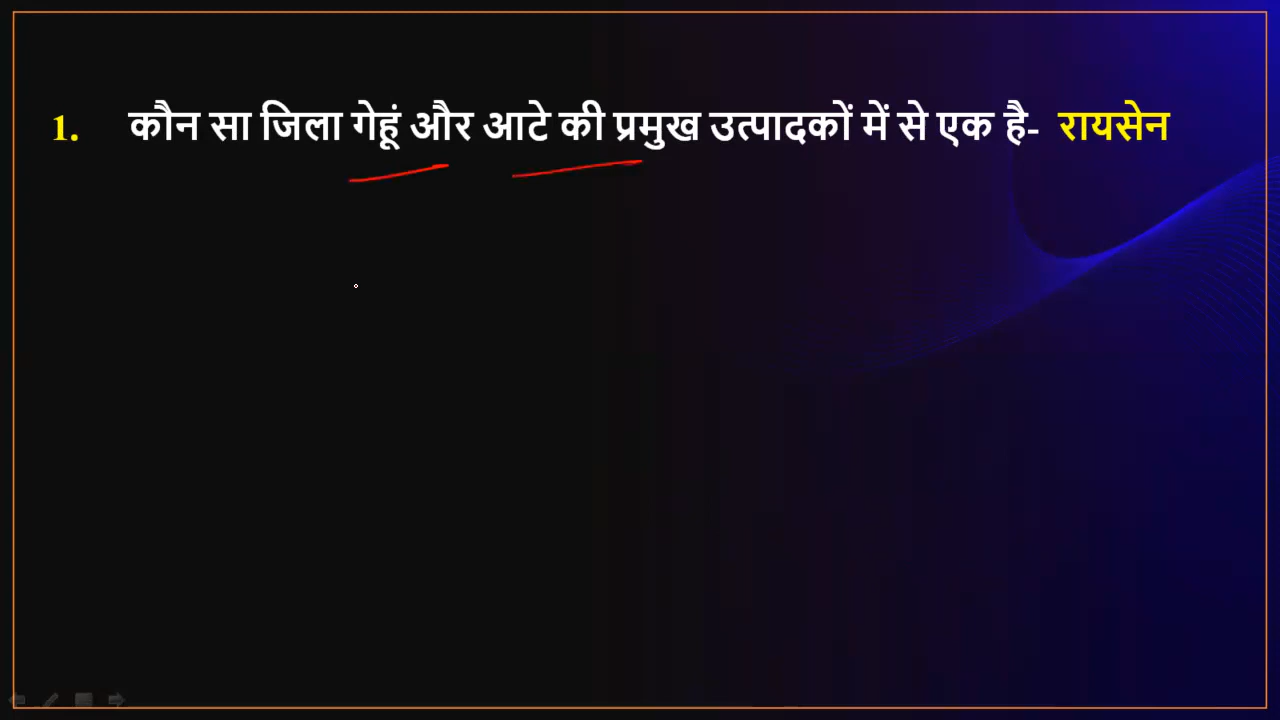 1. कौन सा जिला गेहूं और आटे की प्रमुख उत्पादकों में से एक है- रायसेन